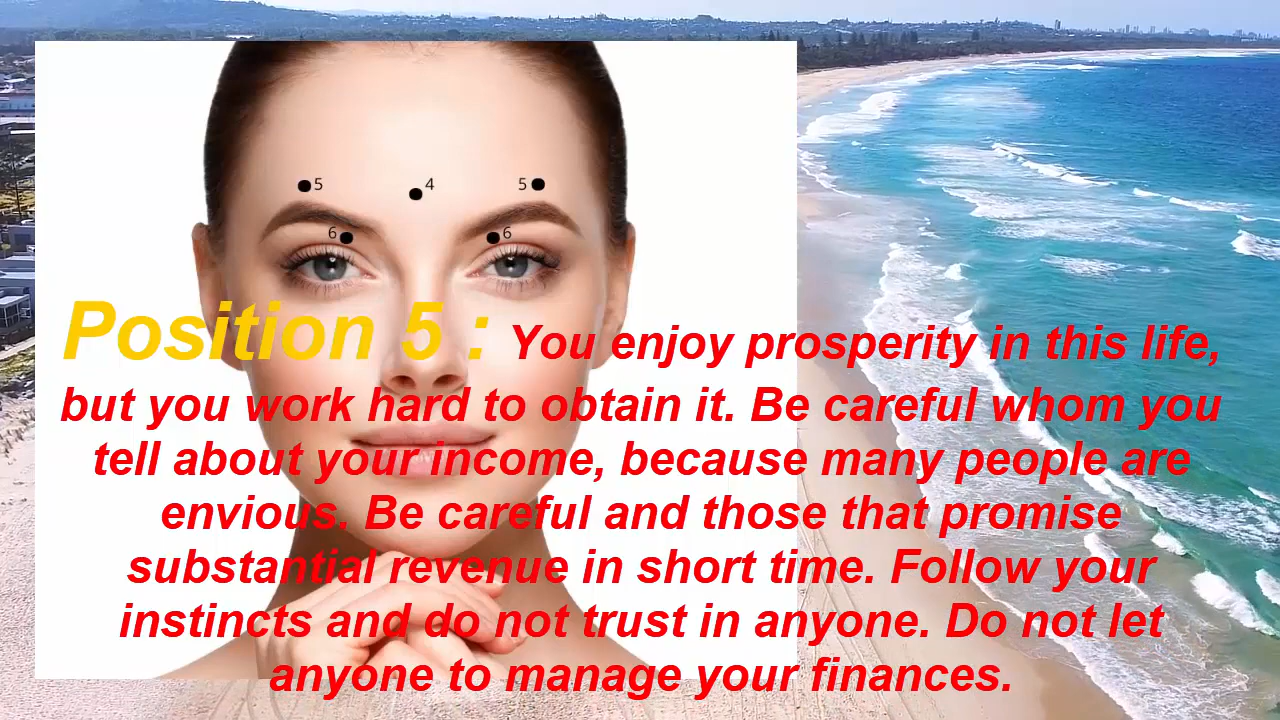 5 4 5
6 6
Position 5 : You enjoy prosperity in this life,
but you work hard to obtain it. Be careful whom you
tell about your income, because many people are
envious. Be careful and those that promise
substantial revenue in short time. Follow your
instincts and do not trust in anyone. Do not let
anyone to manage your finances.